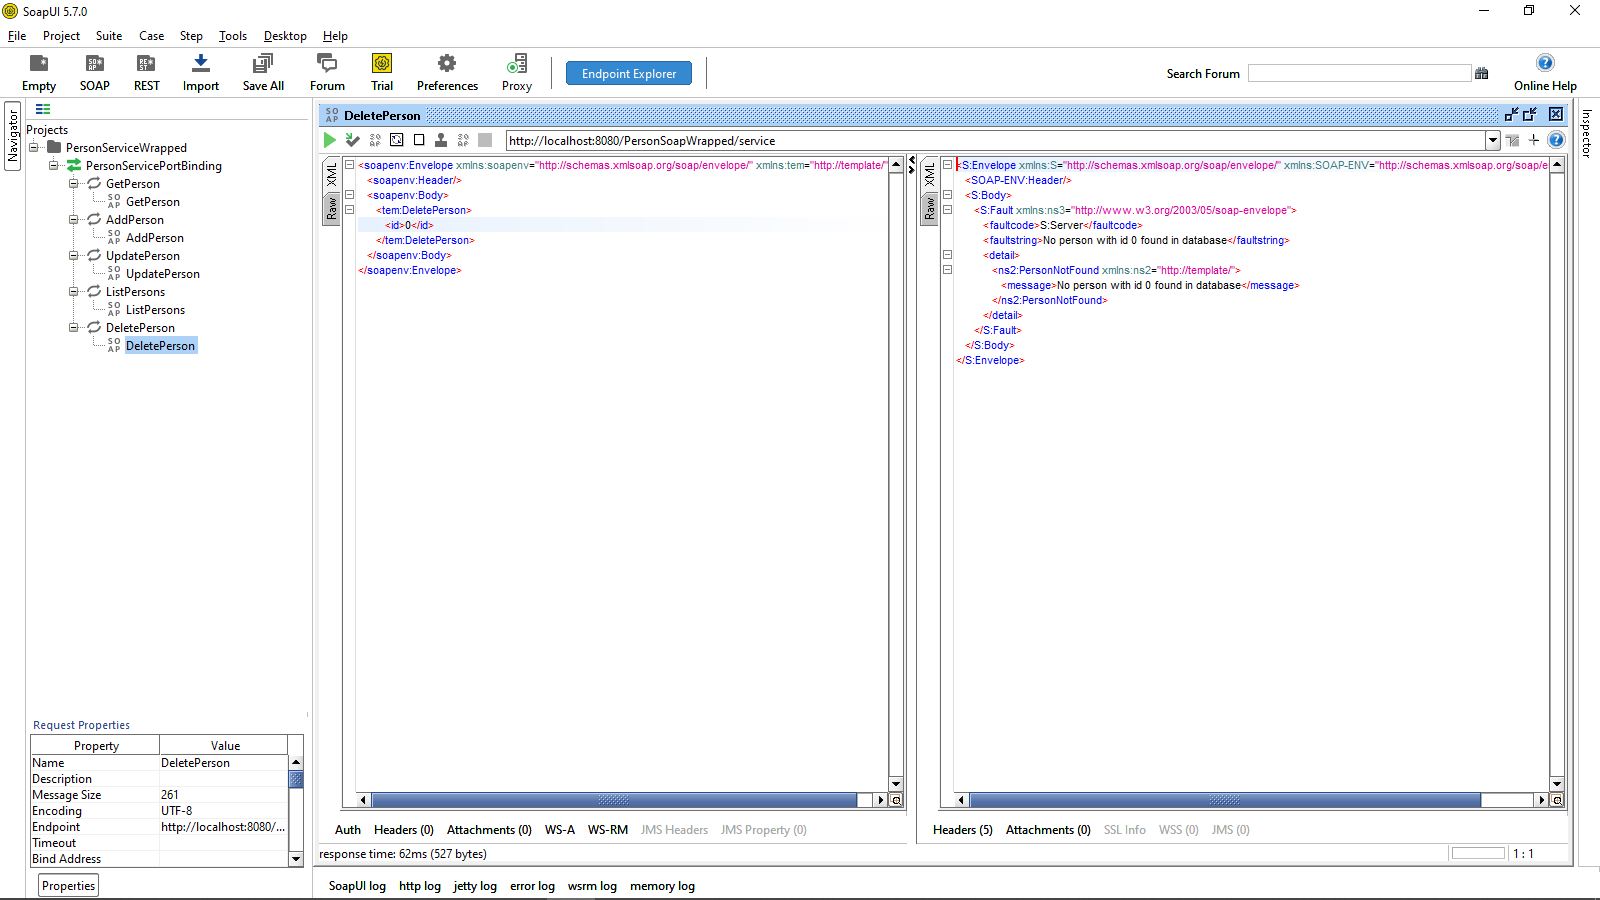 SoapUI 5.7.0
File Project Suite Case Step Tools Desktop Help
Empty SOAP REST Import Save All Forum Trial Preferences Proxy Endpoint Explorer Search Forum Online Help
Navigator
Projects
PersonServiceWrapped
PersonServicePortBinding
GetPerson
SOAP GetPerson
AddPerson
SOAP AddPerson
UpdatePerson
SOAP UpdatePerson
ListPersons
SOAP ListPersons
DeletePerson
SOAP DeletePerson
Request Properties
Property Value
Name DeletePerson
Description
Message Size 261
Encoding UTF-8
Endpoint http://localhost:8080/...
Timeout
Bind Address
Properties
SOAP DeletePerson
http://localhost:8080/PersonSoapWrapped/service
XML
Raw
<soapenv:Envelope xmlns:soapenv="http://schemas.xmlsoap.org/soap/envelope/" xmlns:tem="http://template/"
<soapenv:Header/>
<soapenv:Body>
<tem:DeletePerson>
<id>0</id>
</tem:DeletePerson>
</soapenv:Body>
</soapenv:Envelope>
Auth Headers (0) Attachments (0) WS-A WS-RM JMS Headers JMS Property (0)
XML
Raw
<S:Envelope xmlns:S="http://schemas.xmlsoap.org/soap/envelope/" xmlns:SOAP-ENV="http://schemas.xmlsoap.org/soap/e
<SOAP-ENV:Header/>
<S:Body>
<S:Fault xmlns:ns3="http://www.w3.org/2003/05/soap-envelope">
<faultcode>S:Server</faultcode>
<faultstring>No person with id 0 found in database</faultstring>
<detail>
<ns2:PersonNotFound xmlns:ns2="http://template/">
<message>No person with id 0 found in database</message>
</ns2:PersonNotFound>
</detail>
</S:Fault>
</S:Body>
</S:Envelope>
Headers (5) Attachments (0) SSL Info WSS (0) JMS (0)
response time: 62ms (527 bytes)
1 : 1
Inspector
SoapUI log http log jetty log error log wsrm log memory log